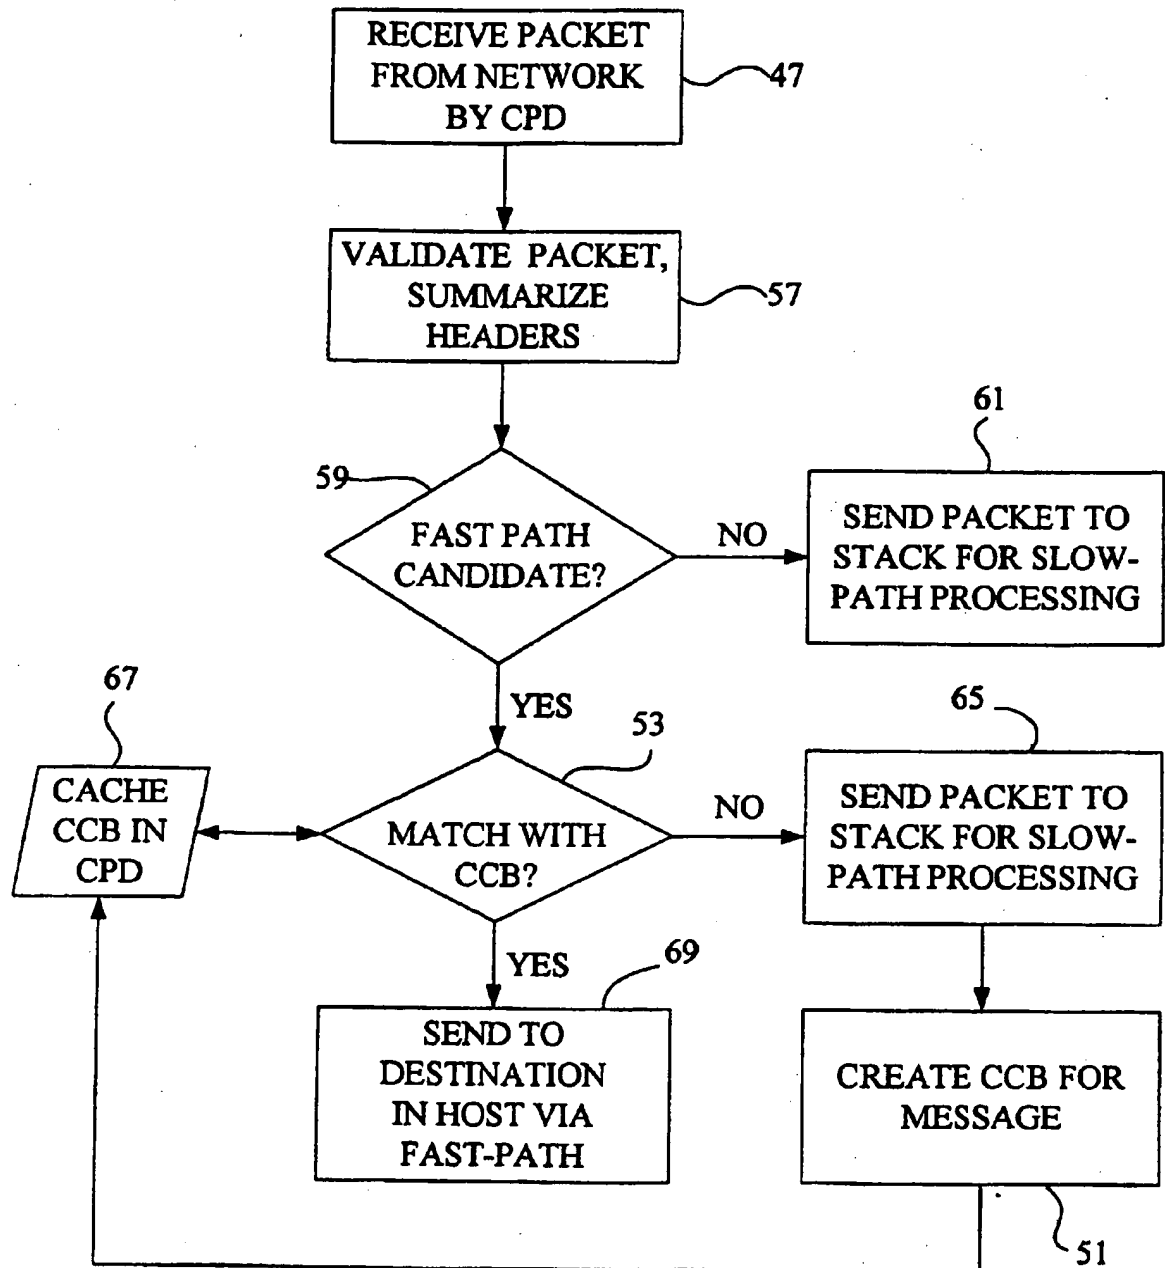 RECEIVE PACKET
FROM NETWORK
BY CPD
47
VALIDATE PACKET,
SUMMARIZE
HEADERS
57
59
FAST PATH
CANDIDATE?
NO
61
SEND PACKET TO
STACK FOR SLOW-
PATH PROCESSING
YES
67
CACHE
CCB IN
CPD
53
MATCH WITH
CCB?
NO
65
SEND PACKET TO
STACK FOR SLOW-
PATH PROCESSING
YES
69
SEND TO
DESTINATION
IN HOST VIA
FAST-PATH
CREATE CCB FOR
MESSAGE
51